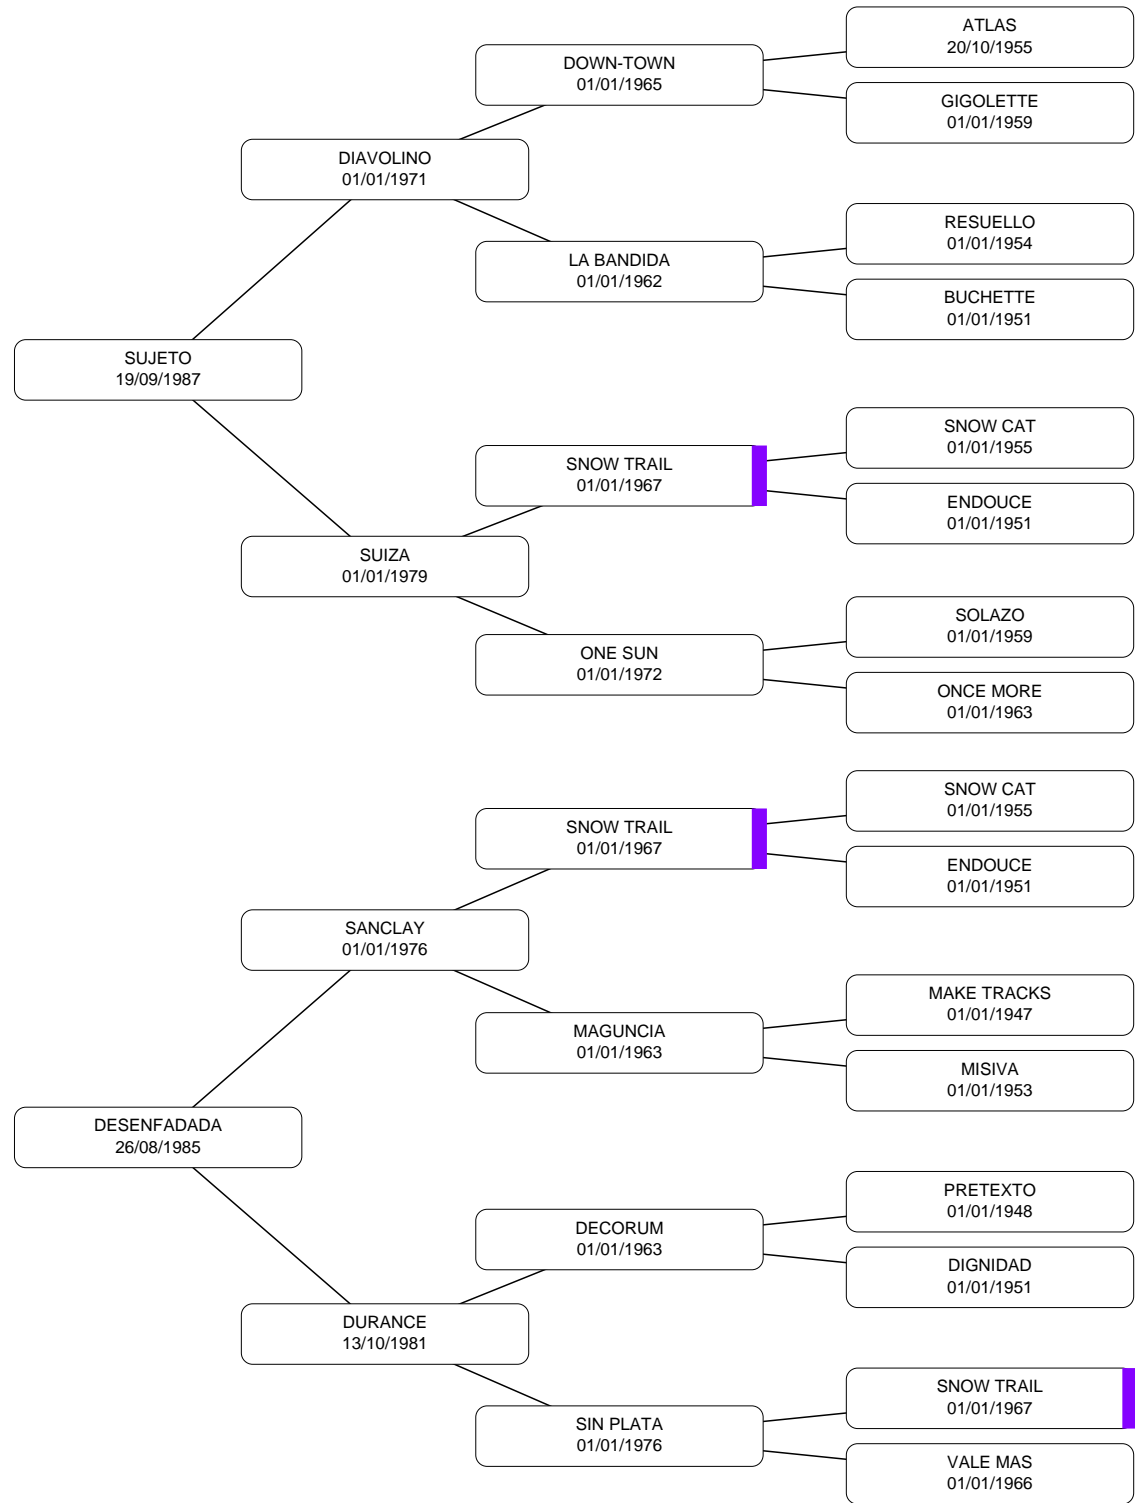 ATLAS
20/10/1955
DOWN-TOWN
01/01/1965
GIGOLETTE
01/01/1959
DIAVOLINO
01/01/1971
RESUELLO
01/01/1954
LA BANDIDA
01/01/1962
BUCHETTE
01/01/1951
SUJETO
19/09/1987
SNOW CAT
01/01/1955
SNOW TRAIL
01/01/1967
ENDOUCE
01/01/1951
SUIZA
01/01/1979
SOLAZO
01/01/1959
ONE SUN
01/01/1972
ONCE MORE
01/01/1963
SNOW CAT
01/01/1955
SNOW TRAIL
01/01/1967
ENDOUCE
01/01/1951
SANCLAY
01/01/1976
MAKE TRACKS
01/01/1947
MAGUNCIA
01/01/1963
MISIVA
01/01/1953
DESENFADADA
26/08/1985
PRETEXTO
01/01/1948
DECORUM
01/01/1963
DIGNIDAD
01/01/1951
DURANCE
13/10/1981
SNOW TRAIL
01/01/1967
SIN PLATA
01/01/1976
VALE MAS
01/01/1966